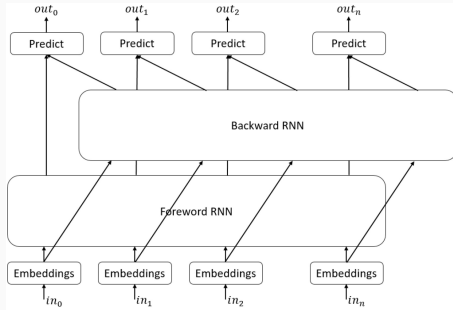 out₀ out₁ out₂ outₙ
Predict Predict Predict Predict
Backward RNN
Foreword RNN
Embeddings Embeddings Embeddings Embeddings
in₀ in₁ in₂ inₙ